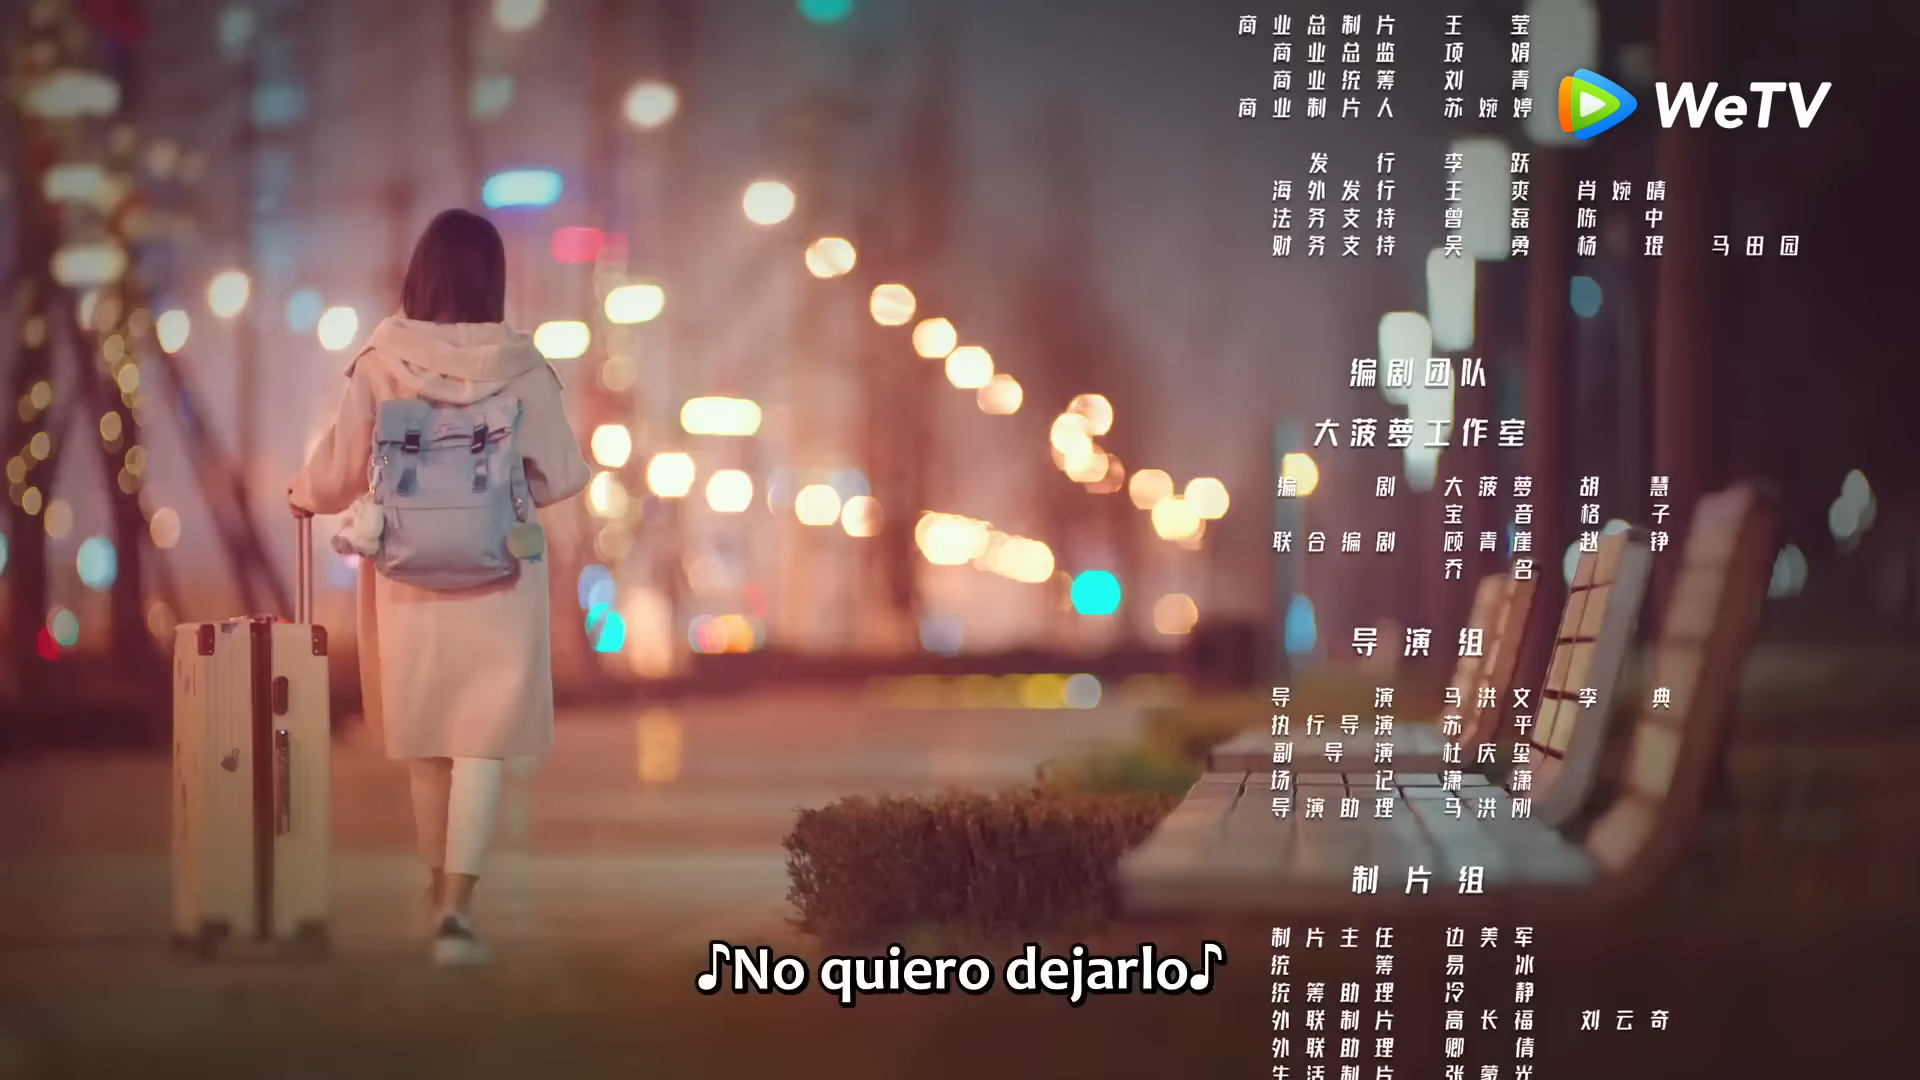 商业总制片 王莹
商业总监 项娟
商业统筹 刘青
商业制片人 苏婉婷
WeTV
发行 李跃
海外发行 王爽 肖婉晴
法务支持 曾磊 陈中
财务支持 吴勇 杨琨 马田园
编剧团队
大菠萝工作室
编剧 大菠萝 胡慧
宝音 格子
联合编剧 顾青崖 赵铮
乔名
导演组
导演 马洪文 李典
执行导演 苏平
副导演 杜庆玺
场记 潇潇
导演助理 马洪刚
制片组
制片主任 边美军
统筹 易冰
统筹助理 冷静
外联制片 高长福 刘云奇
外联助理 卿倩
生活制片 张蒙光
♪No quiero dejarlo♪